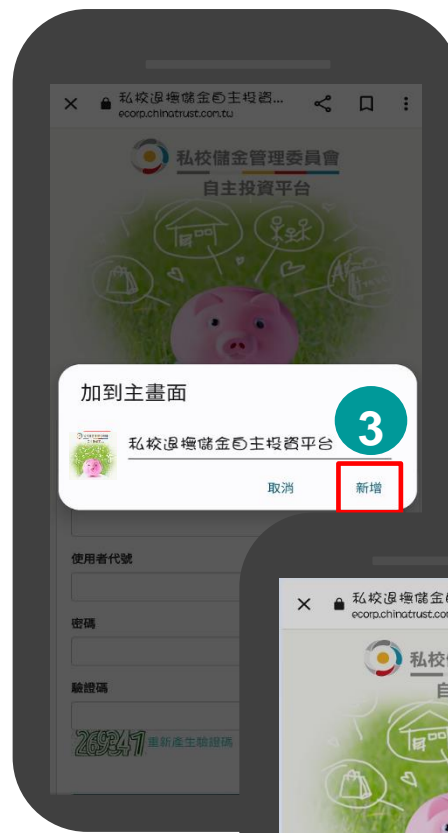 私校退撫儲金自主投資...
ecorp.chinatrust.com.tw
私校儲金管理委員會
自主投資平台
加到主畫面
3
私校退撫儲金自主投資平台
取消
新增
使用者代號
密碼
驗證碼
269347
重新產生驗證碼
私校退撫儲金
ecorp.chinatrust.co
私校